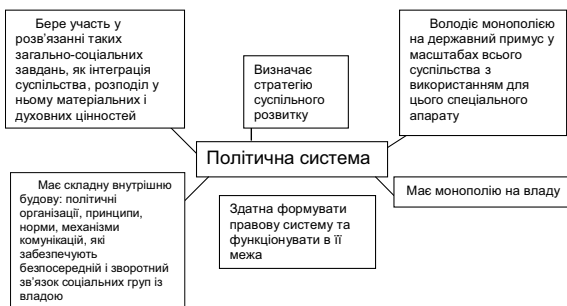 Бере участь у
розв'язанні таких
загально-соціальних
завдань, як інтеграція
суспільства, розподіл у
ньому матеріальних і
духовних цінностей
Визначає
стратегію
суспільного
розвитку
Володіє монополією
на державний примус у
масштабах всього
суспільства з
використанням для
цього спеціального
апарату
Політична система
Має складну внутрішню
будову: політичні
організації, принципи,
норми, механізми
комунікацій, які
забезпечують
безпосередній і зворотний
зв'язок соціальних груп із
владою
Здатна формувати
правову систему та
функціонувати в її
межа
Має монополію на владу